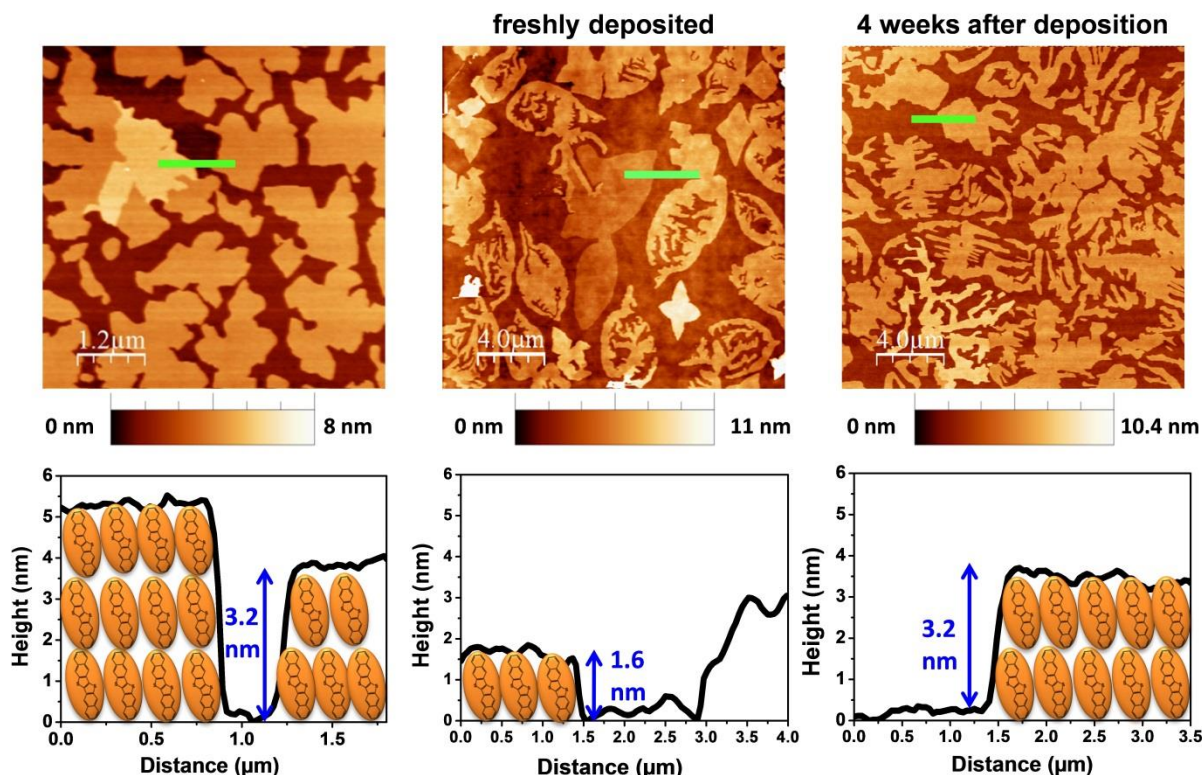 freshly deposited
4 weeks after deposition
1.2µm
4.0µm
4.0µm
0 nm
8 nm
0 nm
11 nm
0 nm
10.4 nm
Height (nm)
6
5
4
3
2
1
0
3.2
nm
0.0
0.5
1.0
1.5
Distance (µm)
Height (nm)
6
5
4
3
2
1
0
1.6
nm
0.0
0.5
1.0
1.5
2.0
2.5
3.0
3.5
4.0
Distance (µm)
Height (nm)
6
5
4
3
2
1
0
3.2
nm
0.0
0.5
1.0
1.5
2.0
2.5
3.0
3.5
Distance (µm)